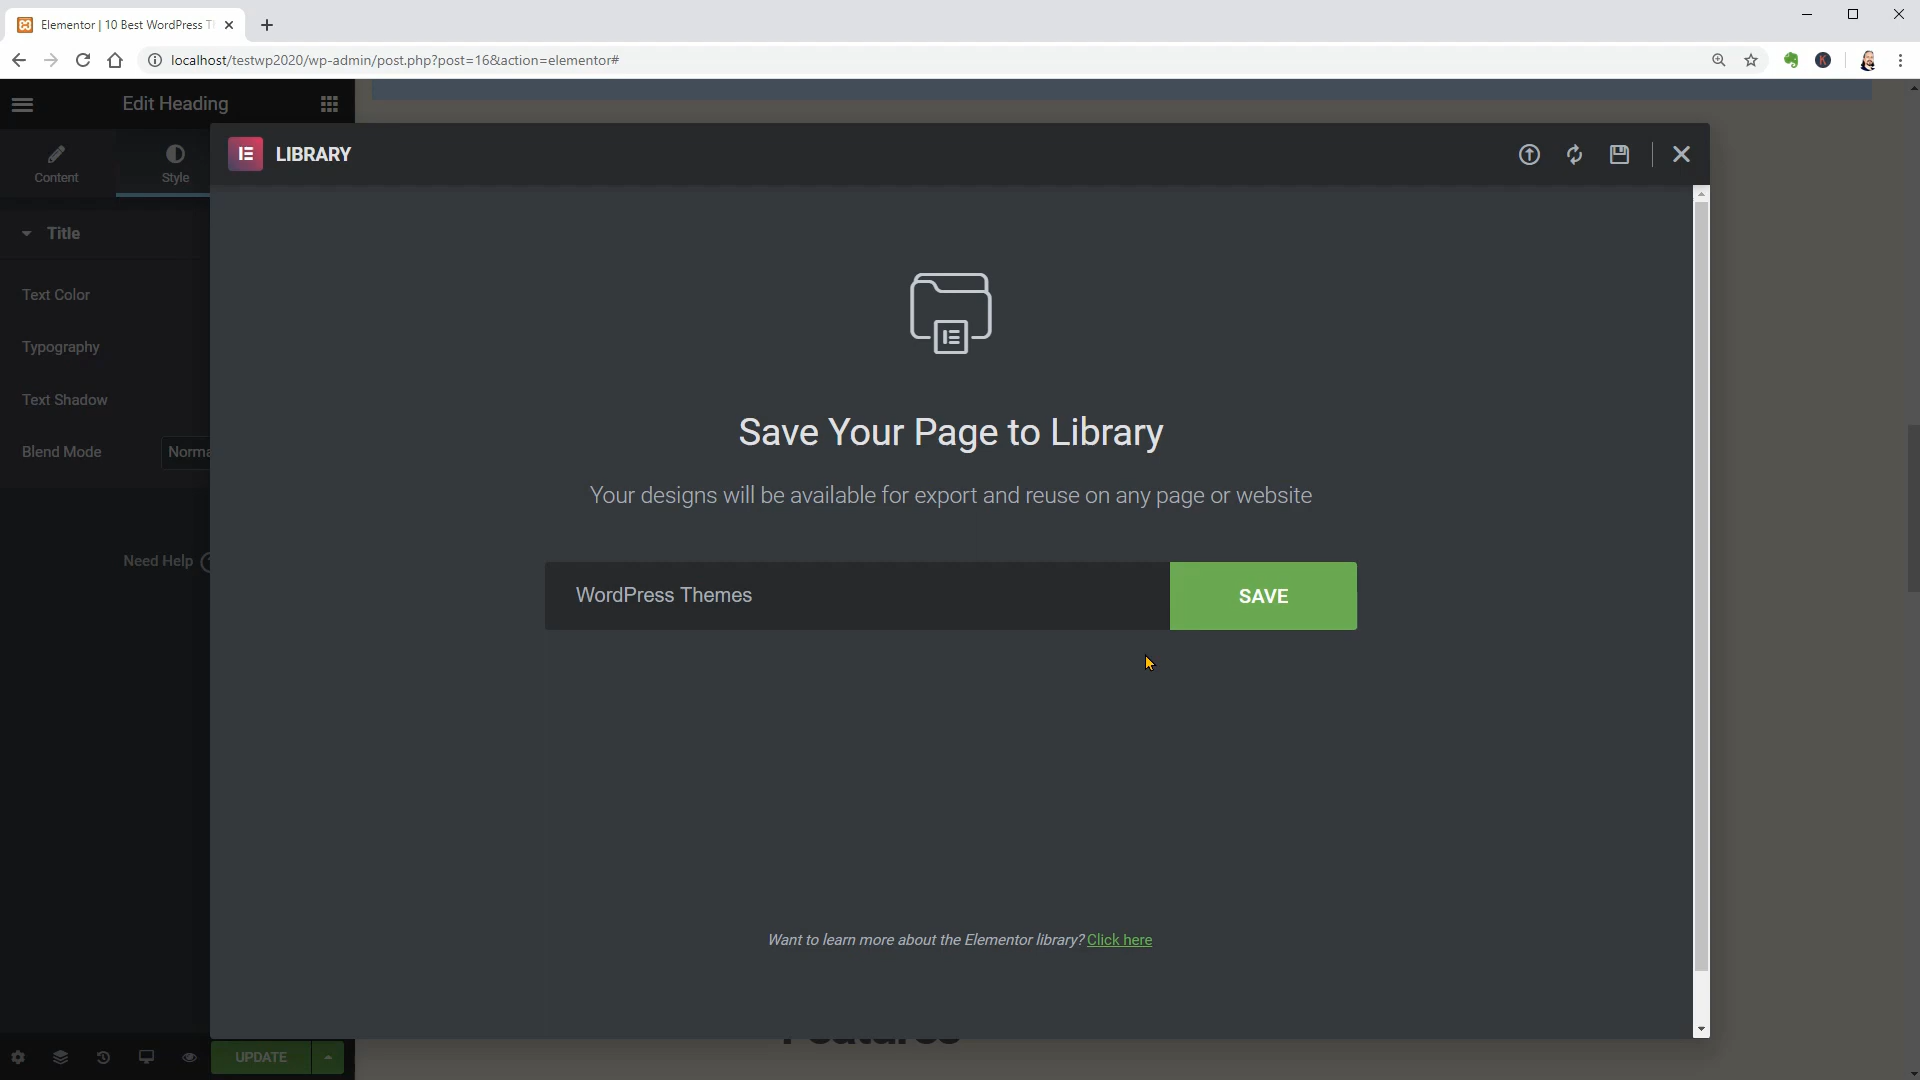 Elementor | 10 Best WordPress T
localhost/testwp2020/wp-admin/post.php?post=16&action=elementor#
Edit Heading
Content
Style
LIBRARY
Title
Text Color
Typography
Text Shadow
Blend Mode
Norma
Need Help
Save Your Page to Library
Your designs will be available for export and reuse on any page or website
WordPress Themes
SAVE
Want to learn more about the Elementor library? Click here
UPDATE